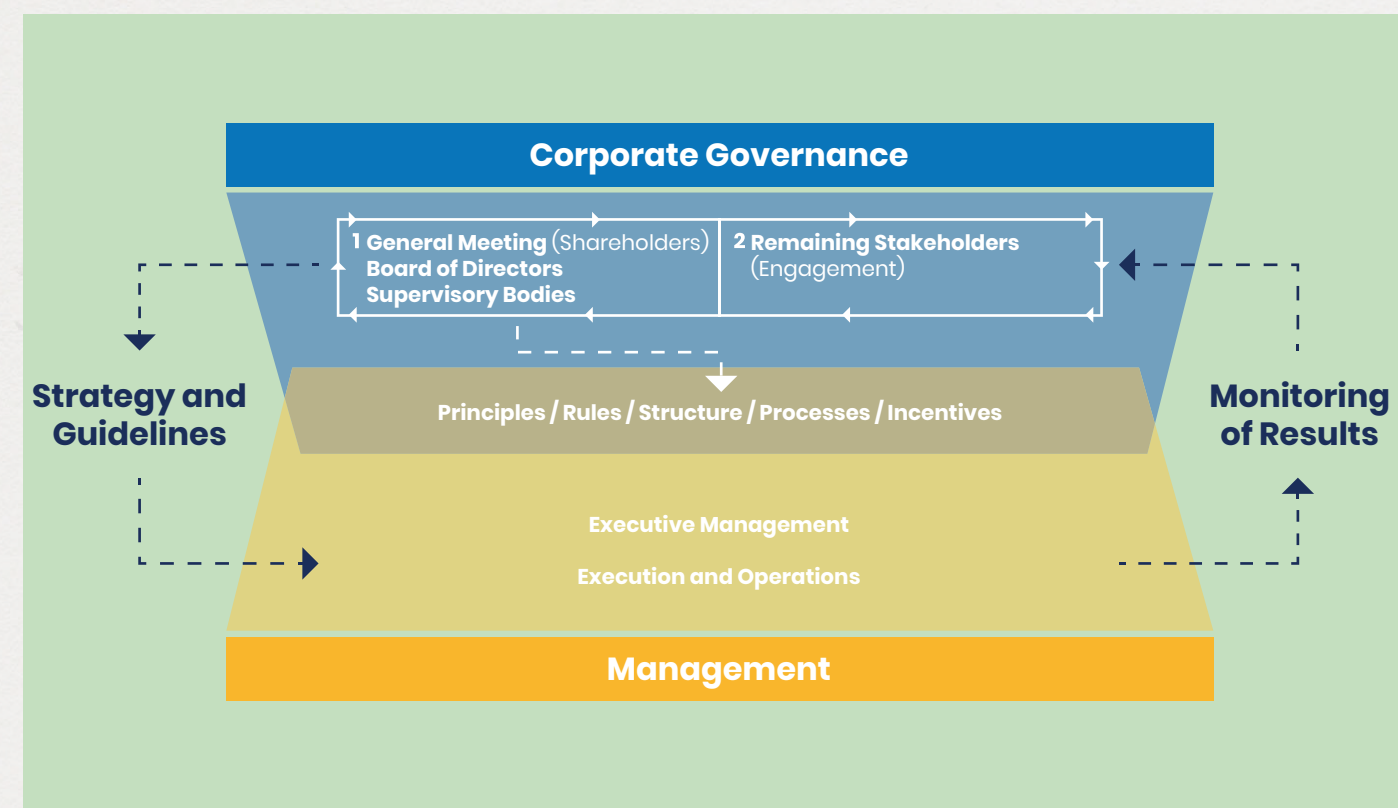 Corporate Governance
1 General Meeting (Shareholders)
Board of Directors
Supervisory Bodies
2 Remaining Stakeholders
(Engagement)
Strategy and
Guidelines
Principles / Rules / Structure / Processes / Incentives
Monitoring
of Results
Executive Management
Execution and Operations
Management